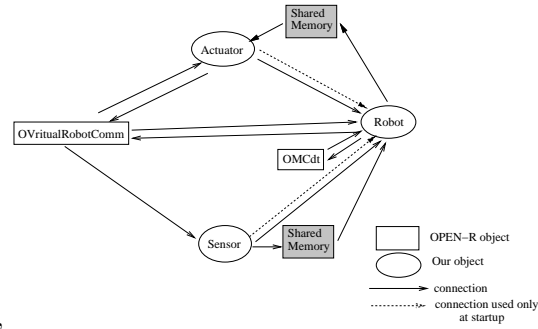 Shared
Memory
Actuator
Robot
OVritualRobotComm
OMCdt
Sensor
Shared
Memory
OPEN-R object
Our object
connection
connection used only
at startup